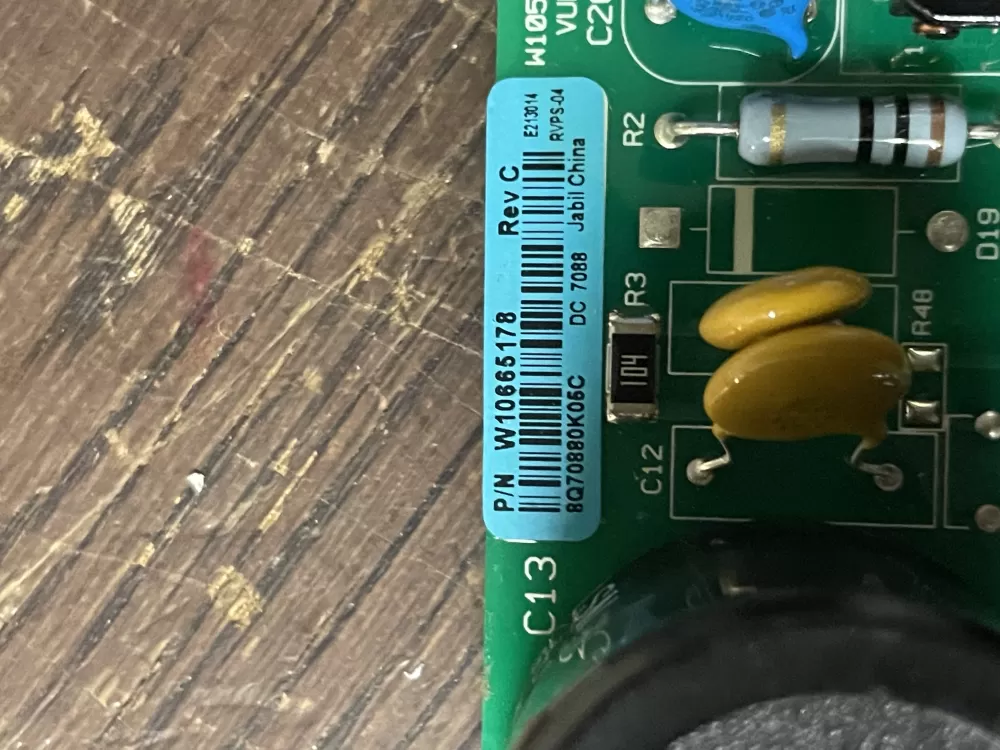 P/N W10665178 Rev C
E213014
RVPS-04
8Q70880K06C DC 7088 Jabil China
W105
VU
C20
R2
D19
R3
104
R48
C12
C13
1